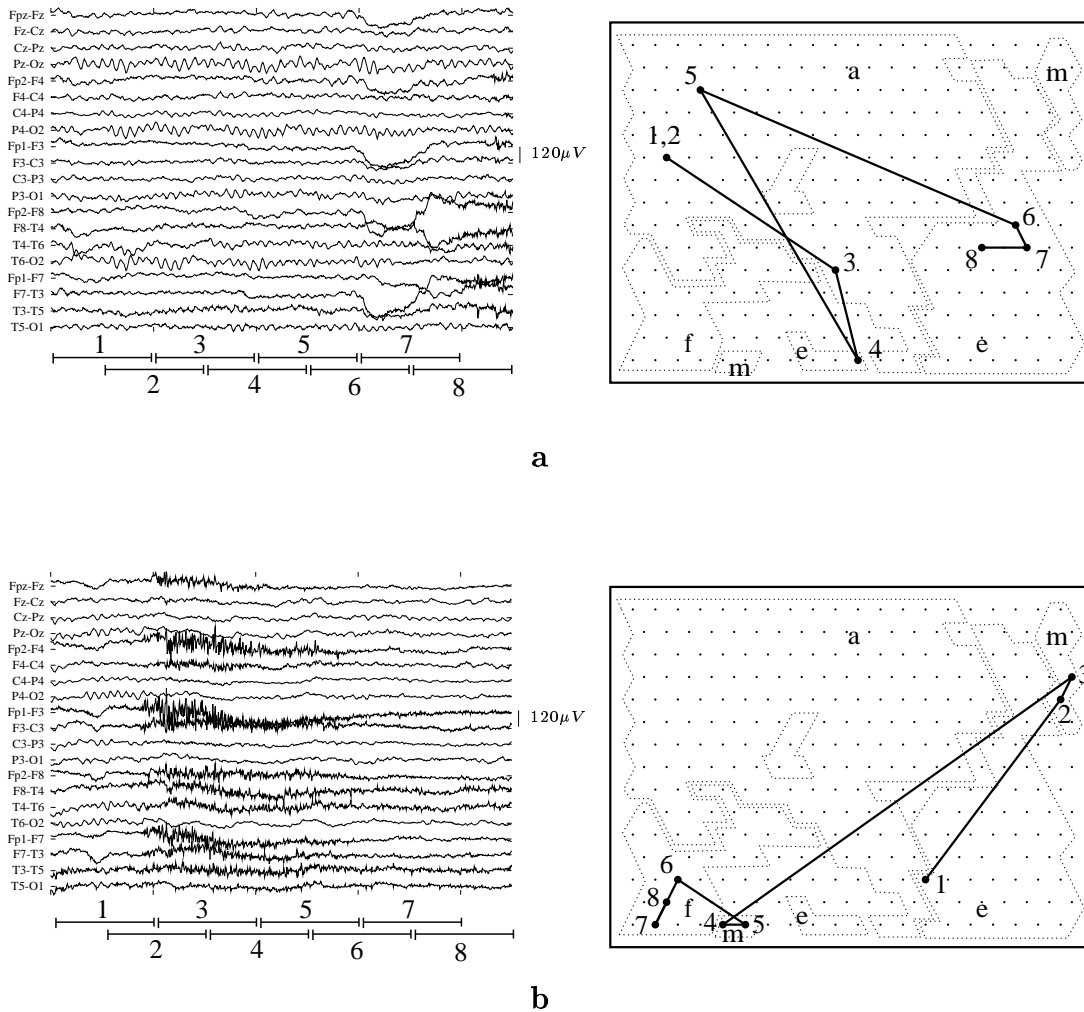 Fpz-Fz
Fz-Cz
Cz-Pz
Pz-Oz
Fp2-F4
F4-C4
C4-P4
P4-O2
Fp1-F3
F3-C3
C3-P3
P3-O1
Fp2-F8
F8-T4
T4-T6
T6-O2
Fp1-F7
F7-T3
T3-T5
T5-O1
120μV
1 3 5 7
2 4 6 8
a m
5
1,2
6
3 8 7
f e 4 e
m
a
Fpz-Fz
Fz-Cz
Cz-Pz
Pz-Oz
Fp2-F4
F4-C4
C4-P4
P4-O2
Fp1-F3
F3-C3
C3-P3
P3-O1
Fp2-F8
F8-T4
T4-T6
T6-O2
Fp1-F7
F7-T3
T3-T5
T5-O1
120μV
1 3 5 7
2 4 6 8
a m
2
6 1
8 f e e
7 4 5
m
b